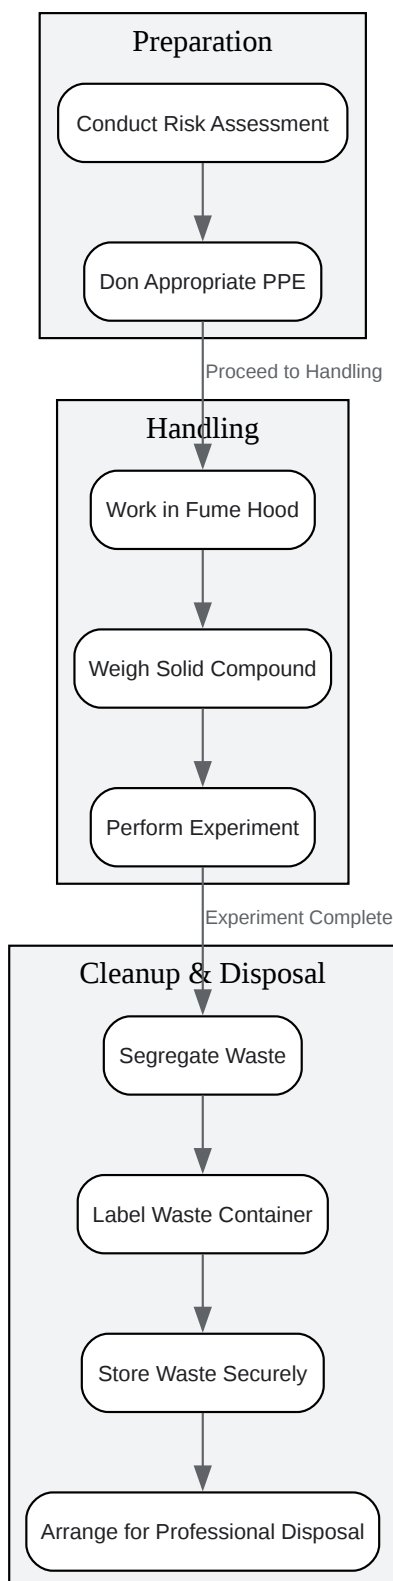 Preparation
Conduct Risk Assessment
Don Appropriate PPE
Proceed to Handling
Handling
Work in Fume Hood
Weigh Solid Compound
Perform Experiment
Experiment Complete
Cleanup & Disposal
Segregate Waste
Label Waste Container
Store Waste Securely
Arrange for Professional Disposal